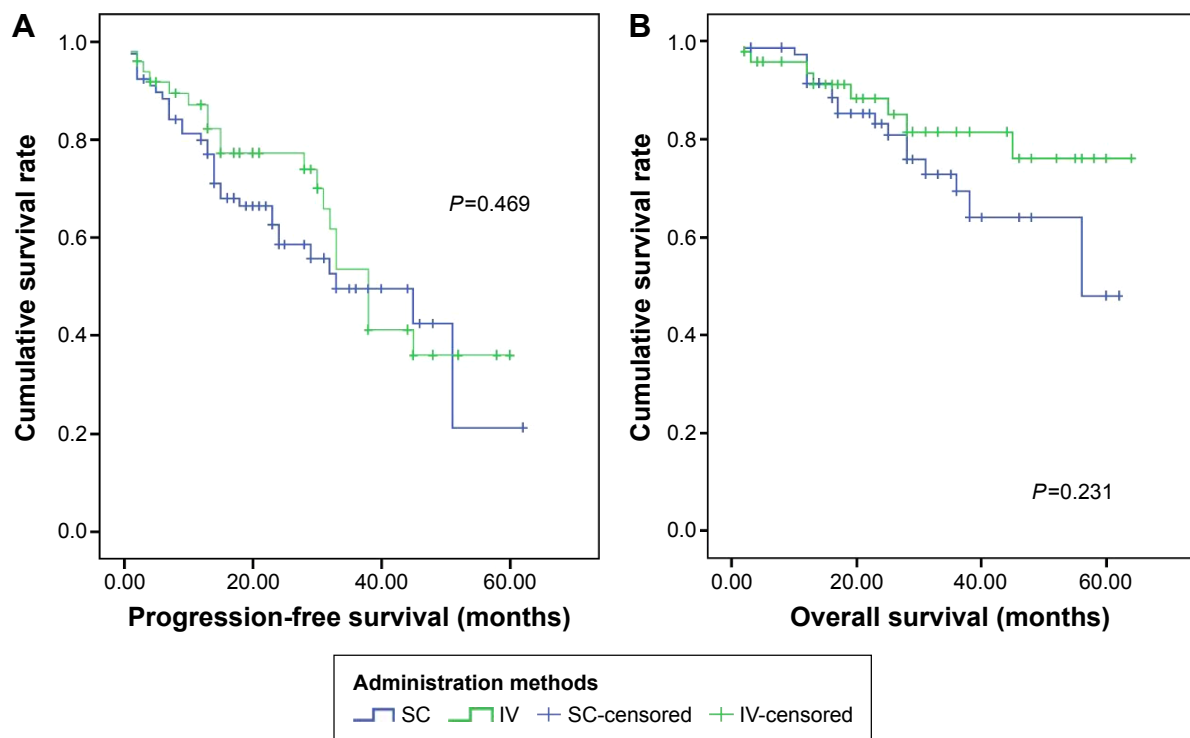 A
Cumulative survival rate
1.0
0.8
0.6
0.4
0.2
0.0
P=0.469
0.00 20.00 40.00 60.00
Progression-free survival (months)
B
Cumulative survival rate
1.0
0.8
0.6
0.4
0.2
0.0
P=0.231
0.00 20.00 40.00 60.00
Overall survival (months)
Administration methods
SC IV SC-censored IV-censored